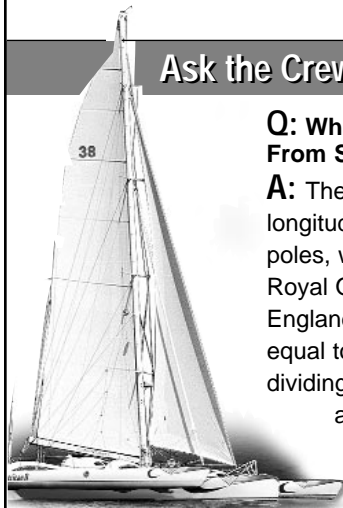 Ask the Crew
Q: Wh
From S
A: The
longitud
poles, w
Royal O
England
equal to
dividing
a
38